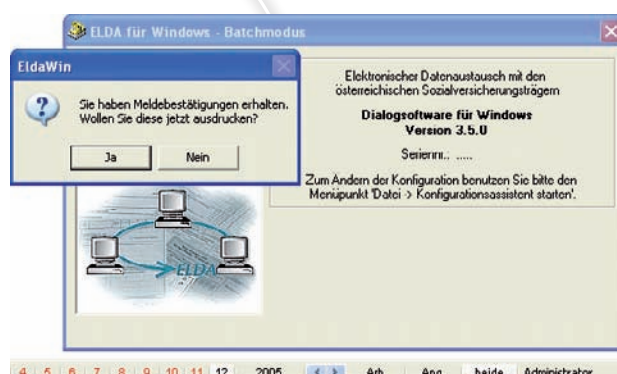 ELDA für Windows - Batchmodus
EldaWin
Sie haben Meldebestätigungen erhalten.
Wollen Sie diese jetzt ausdrucken?
Ja Nein
Elektronischer Datenaustausch mit den
österreichischen Sozialversicherungsträgern
Dialogsoftware für Windows
Version 3.5.0
Seriennr.. .....
Zum Ändern der Konfiguration benutzen Sie bitte den
Menüpunkt 'Datei -> Konfigurationsassistent starten'.
ELDA
4 5 6 7 8 9 10 11 12 2005 < > Arb Ang beide Administrator